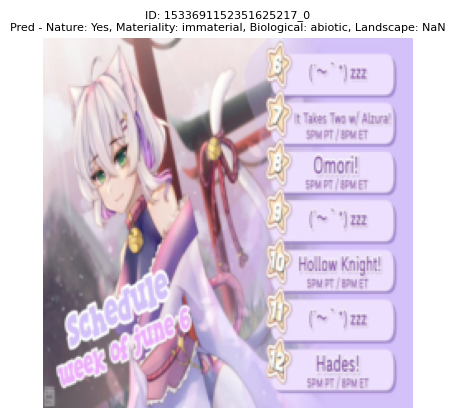 ID: 1533691152351625217_0
Pred - Nature: Yes, Materiality: immaterial, Biological: abiotic, Landscape: NaN
6
(´～`*) zzz
7
It Takes Two w/ Alzura!
5PM PT / 8PM ET
8
Omori!
5PM PT / 8PM ET
9
(´～`*) zzz
10
Hollow Knight!
5PM PT / 8PM ET
11
(´～`*) zzz
12
Hades!
5PM PT / 8PM ET
Schedule
week of june 6